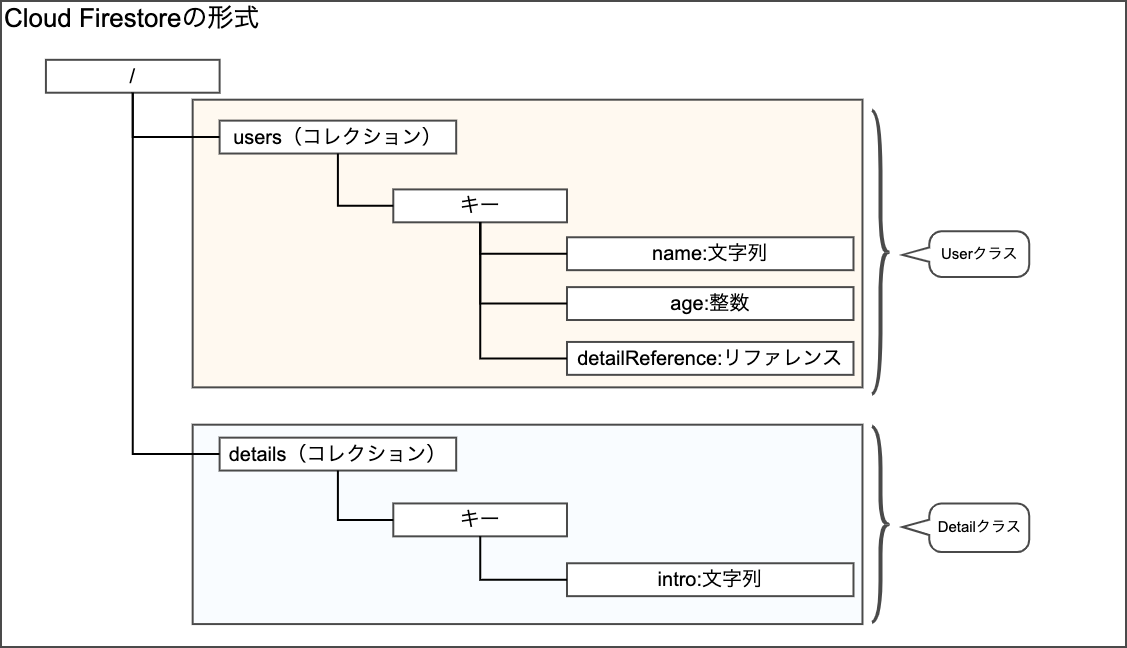 Cloud Firestoreの形式
/
users（コレクション）
キー
name:文字列
age:整数
detailReference:リファレンス
Userクラス
details（コレクション）
キー
intro:文字列
Detailクラス